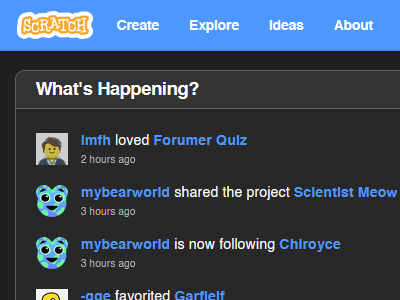 SCRATCH Create Explore Ideas About
What's Happening?
Imfh loved Forumer Quiz
2 hours ago
mybearworld shared the project Scientist Meow
3 hours ago
mybearworld is now following Chiroyce
3 hours ago
-gge favorited Garfielf